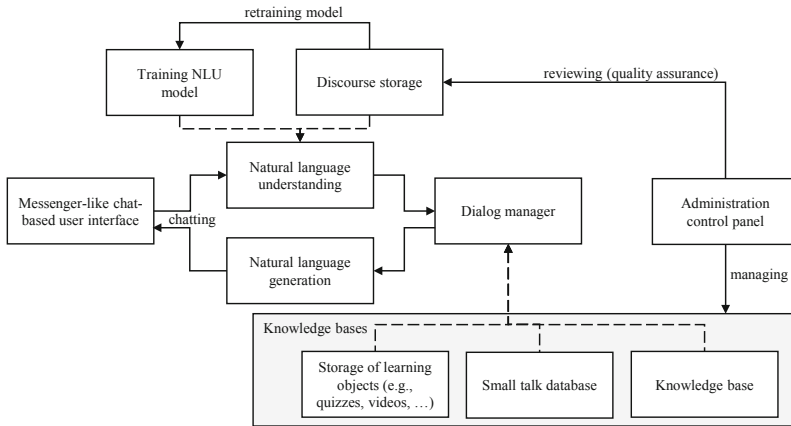 retraining model
Training NLU
model
Discourse storage
reviewing (quality assurance)
Natural language
understanding
Messenger-like chat-
based user interface
chatting
Dialog manager
Administration
control panel
Natural language
generation
managing
Knowledge bases
Storage of learning
objects (e.g.,
quizzes, videos, …)
Small talk database
Knowledge base